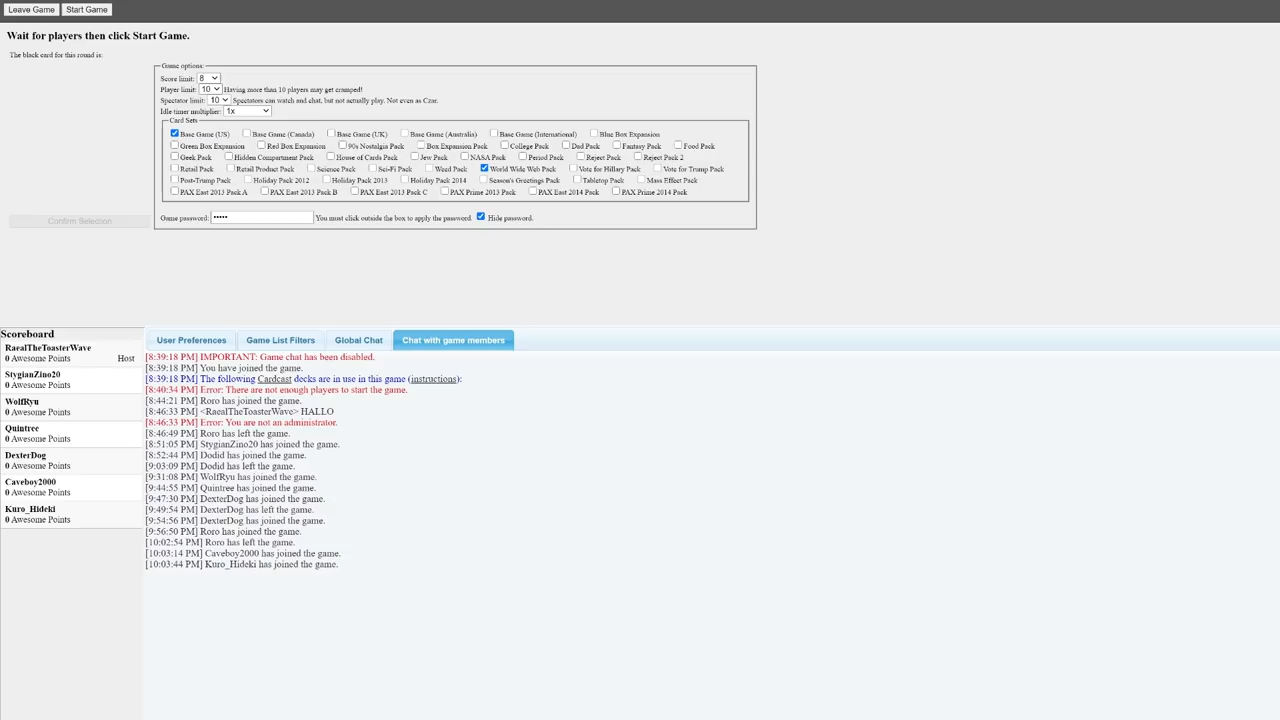 Leave Game Start Game
Wait for players then click Start Game.
The black card for this round is:
Game options:
Score limit: 8
Player limit: 10 Having more than 10 players may get cramped!
Spectator limit: 10 Spectators can watch and chat, but not actually play. Not even as Czar.
Idle timer multiplier: 1x
Card Sets
Base Game (US) Base Game (Canada) Base Game (UK) Base Game (Australia) Base Game (International) Blue Box Expansion
Green Box Expansion Red Box Expansion 90s Nostalgia Pack Box Expansion Pack College Pack Dad Pack Fantasy Pack Food Pack
Geek Pack Hidden Compartment Pack House of Cards Pack Jew Pack NASA Pack Period Pack Reject Pack Reject Pack 2
Retail Pack Retail Product Pack Science Pack Sci-Fi Pack Weed Pack World Wide Web Pack Vote for Hillary Pack Vote for Trump Pack
Post-Trump Pack Holiday Pack 2012 Holiday Pack 2013 Holiday Pack 2014 Season's Greetings Pack Tabletop Pack Mass Effect Pack
PAX East 2013 Pack A PAX East 2013 Pack B PAX East 2013 Pack C PAX Prime 2013 Pack PAX East 2014 Pack PAX Prime 2014 Pack
Game password: ••••• You must click outside the box to apply the password. Hide password.
Confirm Selection
Scoreboard
RaealTheToasterWave
0 Awesome Points Host
StygianZino20
0 Awesome Points
WolfRyu
0 Awesome Points
Quintree
0 Awesome Points
DexterDog
0 Awesome Points
Caveboy2000
0 Awesome Points
Kuro_Hideki
0 Awesome Points
User Preferences Game List Filters Global Chat Chat with game members
[8:39:18 PM] IMPORTANT: Game chat has been disabled.
[8:39:18 PM] You have joined the game.
[8:39:18 PM] The following Cardcast decks are in use in this game (instructions):
[8:40:34 PM] Error: There are not enough players to start the game.
[8:44:21 PM] Roro has joined the game.
[8:46:33 PM] <RaealTheToasterWave> HALLO
[8:46:33 PM] Error: You are not an administrator.
[8:46:49 PM] Roro has left the game.
[8:51:05 PM] StygianZino20 has joined the game.
[8:52:44 PM] Dodid has joined the game.
[9:03:09 PM] Dodid has left the game.
[9:31:08 PM] WolfRyu has joined the game.
[9:44:55 PM] Quintree has joined the game.
[9:47:30 PM] DexterDog has joined the game.
[9:49:54 PM] DexterDog has left the game.
[9:54:56 PM] DexterDog has joined the game.
[9:56:50 PM] Roro has joined the game.
[10:02:54 PM] Roro has left the game.
[10:03:14 PM] Caveboy2000 has joined the game.
[10:03:44 PM] Kuro_Hideki has joined the game.